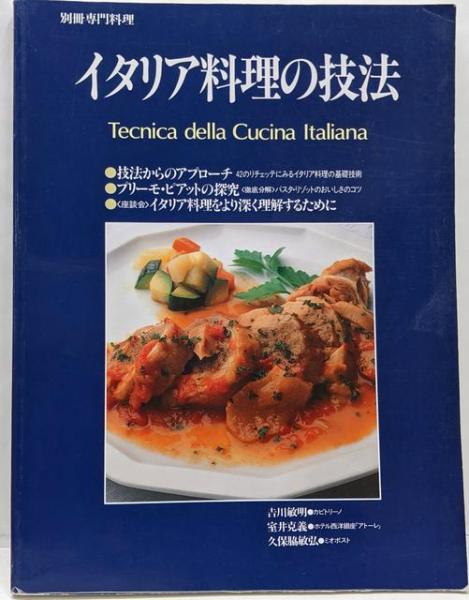 別冊専門料理
イタリア料理の技法
Tecnica della Cucina Italiana
●技法からのアプローチ 42のリチェッテにみるイタリア料理の基礎技術
●プリーモ・ピアットの探究〈徹底分解〉パスタ・リゾットのおいしさのコツ
●〈座談会〉イタリア料理をより深く理解するために
吉川敏明●カピトリーノ
室井克義●ホテル西洋銀座「アトーレ」
久保脇敏弘●ミオポスト